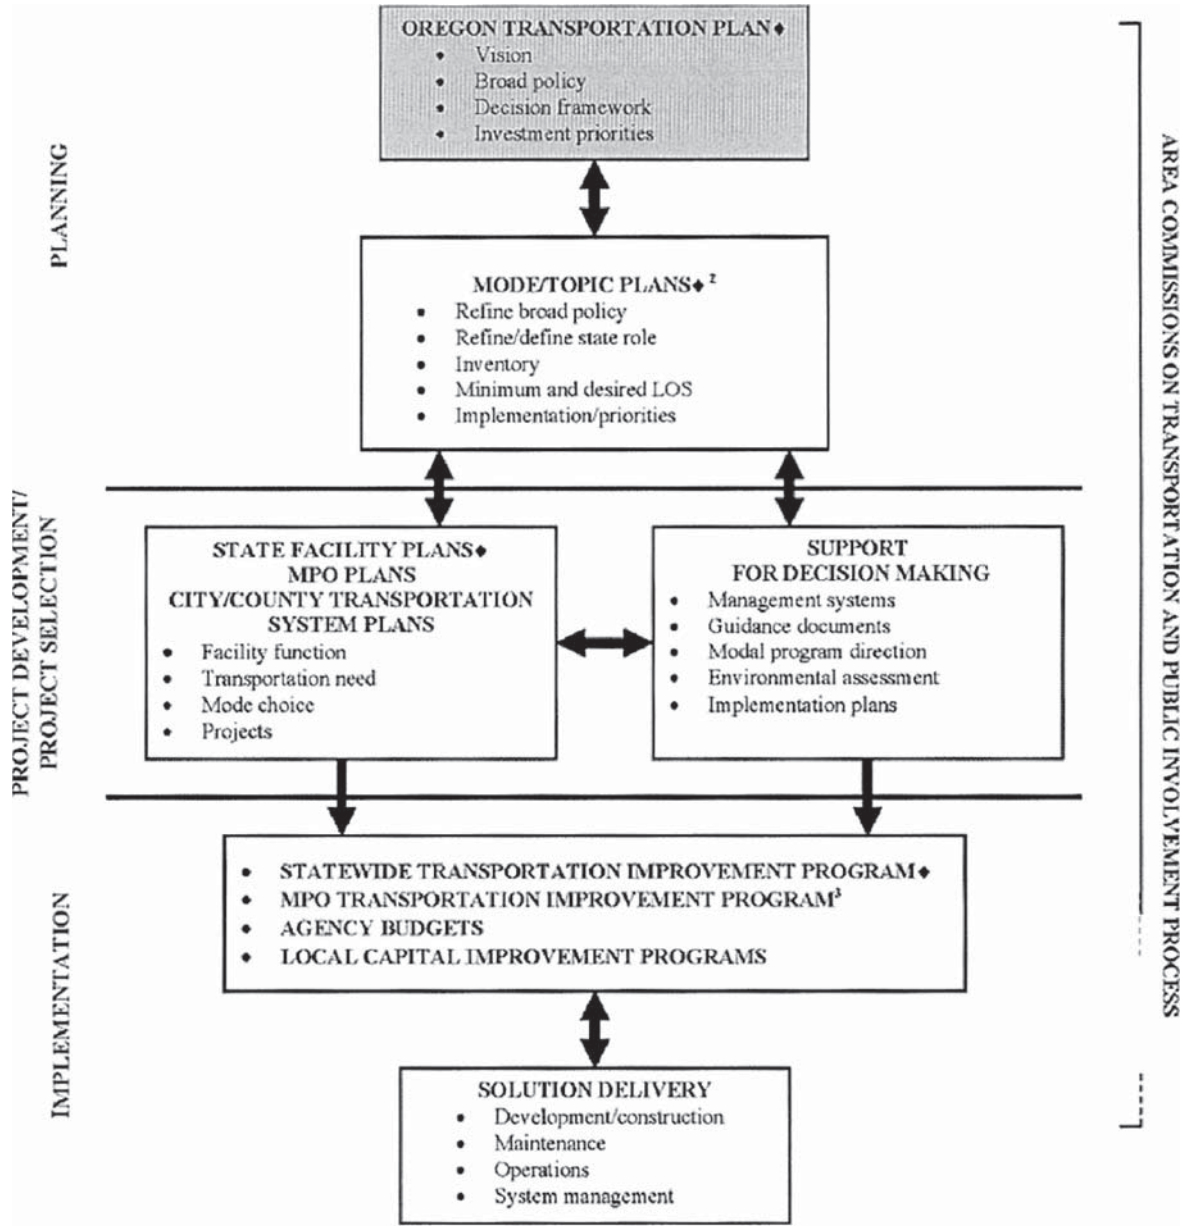 OREGON TRANSPORTATION PLAN♦
• Vision
• Broad policy
• Decision framework
• Investment priorities
PLANNING
MODE/TOPIC PLANS♦ 2
• Refine broad policy
• Refine/define state role
• Inventory
• Minimum and desired LOS
• Implementation/priorities
PROJECT DEVELOPMENT/
PROJECT SELECTION
STATE FACILITY PLANS♦
MPO PLANS
CITY/COUNTY TRANSPORTATION
SYSTEM PLANS
• Facility function
• Transportation need
• Mode choice
• Projects
SUPPORT
FOR DECISION MAKING
• Management systems
• Guidance documents
• Modal program direction
• Environmental assessment
• Implementation plans
IMPLEMENTATION
• STATEWIDE TRANSPORTATION IMPROVEMENT PROGRAM♦
• MPO TRANSPORTATION IMPROVEMENT PROGRAM3
• AGENCY BUDGETS
• LOCAL CAPITAL IMPROVEMENT PROGRAMS
SOLUTION DELIVERY
• Development/construction
• Maintenance
• Operations
• System management
AREA COMMISSIONS ON TRANSPORTATION AND PUBLIC INVOLVEMENT PROCESS